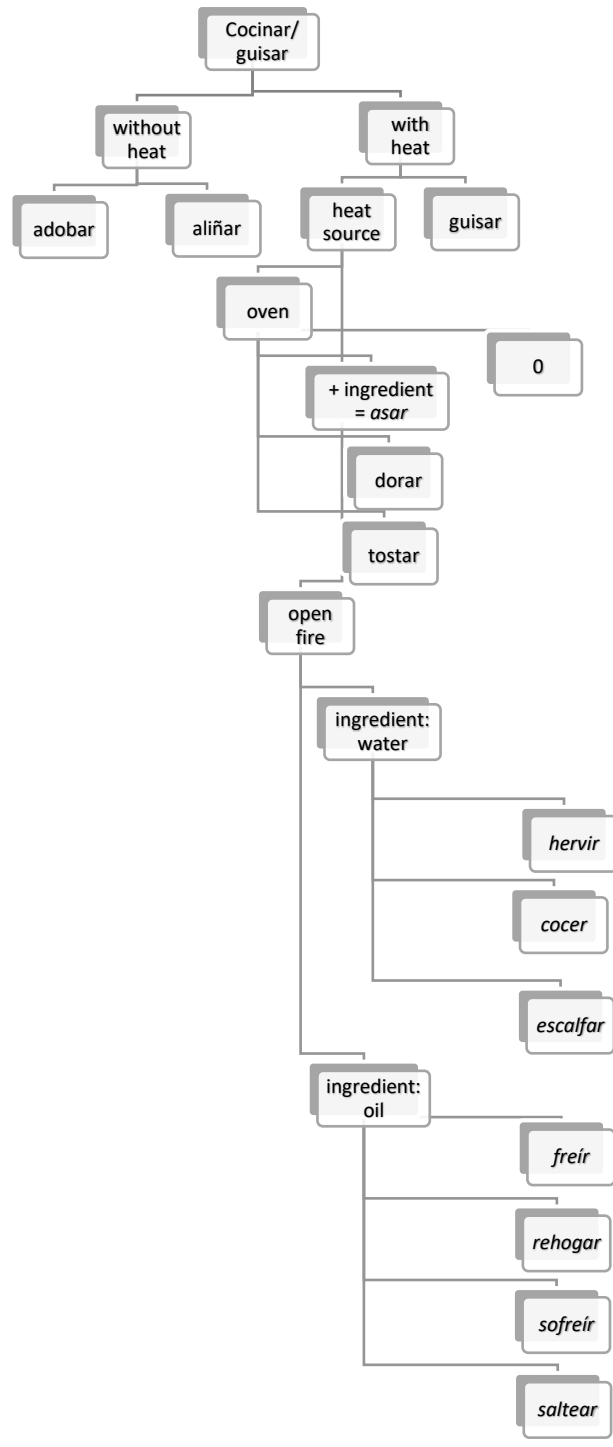 Cocinar/
guisar
without
heat
with
heat
adobar
aliñar
heat
source
guisar
oven
0
+ ingredient
= asar
dorar
tostar
open
fire
ingredient:
water
hervir
cocer
escalfar
ingredient:
oil
freír
rehogar
sofreír
saltear